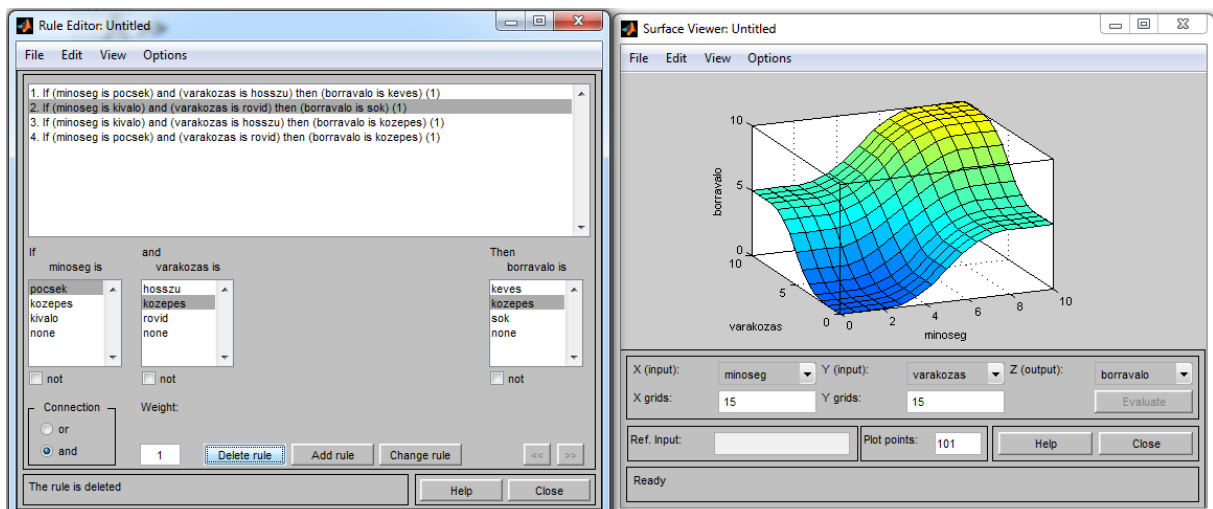 Rule Editor: Untitled
File Edit View Options
1. If (minoseg is pocsek) and (varakozas is hosszu) then (borravalo is keves) (1)
2. If (minoseg is kivalo) and (varakozas is rovid) then (borravalo is sok) (1)
3. If (minoseg is kivalo) and (varakozas is hosszu) then (borravalo is kozepes) (1)
4. If (minoseg is pocsek) and (varakozas is rovid) then (borravalo is kozepes) (1)
If and Then
minoseg is varakozas is borravalo is
pocsek hosszu keves
kozepes kozepes kozepes
kivalo rovid sok
none none none
not not not
Connection Weight:
or
and 1 Delete rule Add rule Change rule << >>
The rule is deleted Help Close
Surface Viewer: Untitled
File Edit View Options
10
5
0
borravalo
10
5
0
varakozas
0 2 4 6 8 10
minoseg
X (input): minoseg Y (input): varakozas Z (output): borravalo
X grids: 15 Y grids: 15 Evaluate
Ref. Input: Plot points: 101 Help Close
Ready